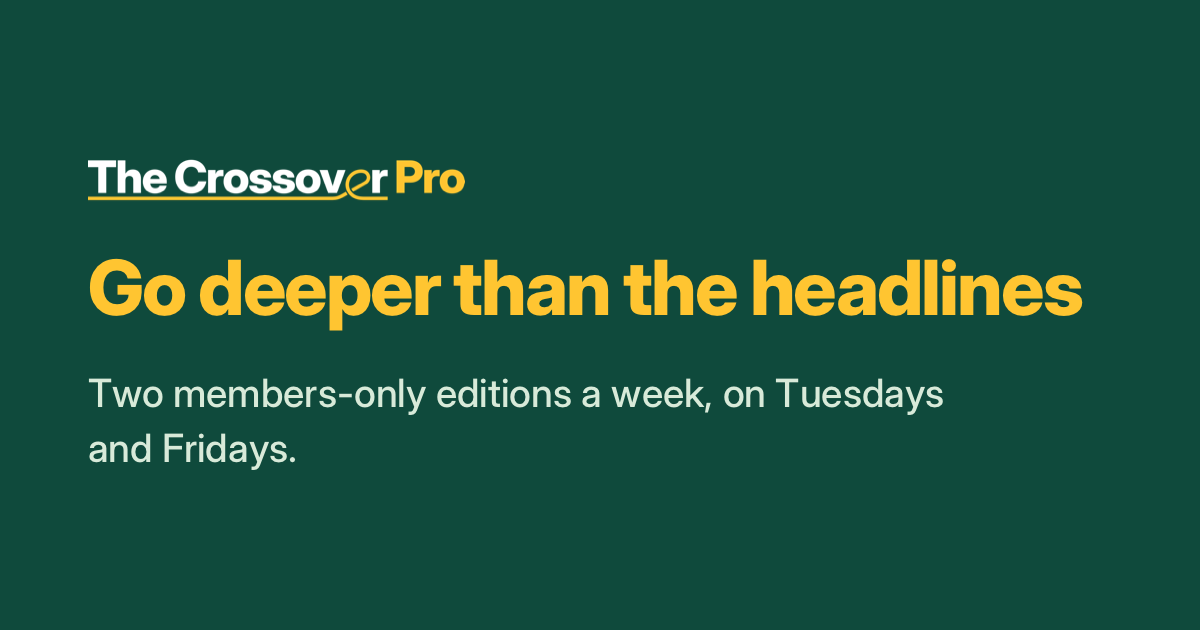 The Crossover Pro
Go deeper than the headlines
Two members-only editions a week, on Tuesdays
and Fridays.